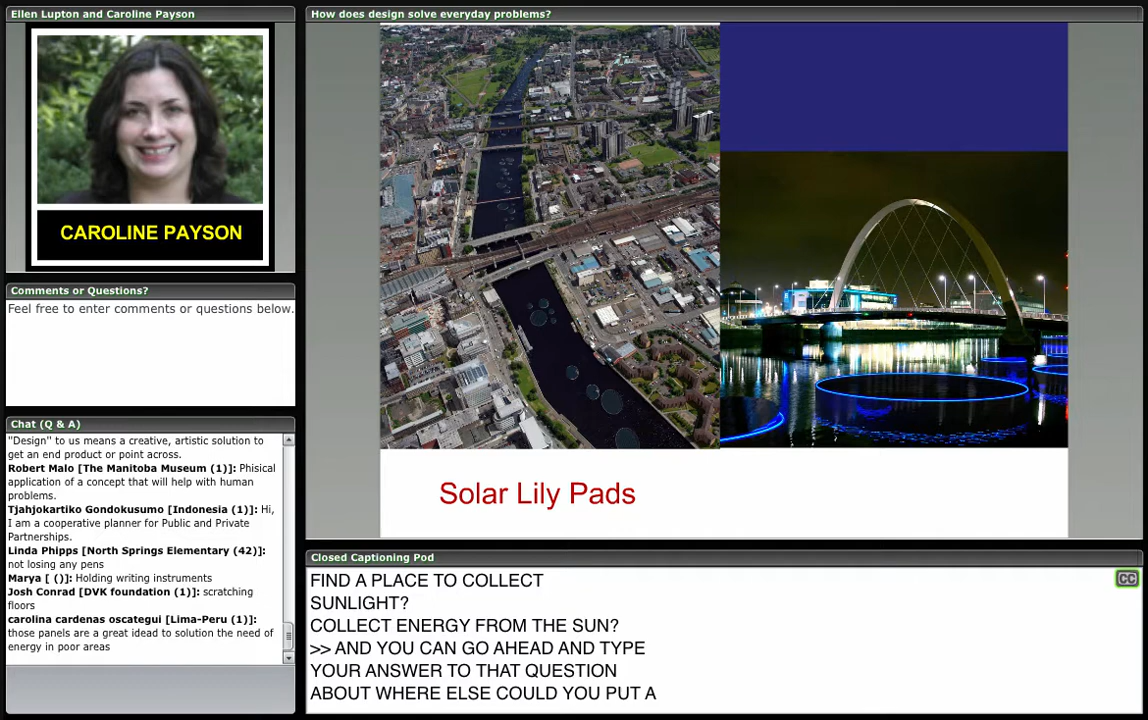 Ellen Lupton and Caroline Payson
CAROLINE PAYSON
Comments or Questions?
Feel free to enter comments or questions below.
Chat (Q & A)
"Design" to us means a creative, artistic solution to
get an end product or point across.
Robert Malo [The Manitoba Museum (1)]: Phisical
application of a concept that will help with human
problems.
Tjahjokartiko Gondokusumo [Indonesia (1)]: Hi,
I am a cooperative planner for Public and Private
Partnerships.
Linda Phipps [North Springs Elementary (42)]:
not losing any pens
Marya [ ()]: Holding writing instruments
Josh Conrad [DVK foundation (1)]: scratching
floors
carolina cardenas oscategui [Lima-Peru (1)]:
those panels are a great idead to solution the need of
energy in poor areas
How does design solve everyday problems?
Solar Lily Pads
Closed Captioning Pod
FIND A PLACE TO COLLECT
SUNLIGHT?
COLLECT ENERGY FROM THE SUN?
>> AND YOU CAN GO AHEAD AND TYPE
YOUR ANSWER TO THAT QUESTION
ABOUT WHERE ELSE COULD YOU PUT A
CC